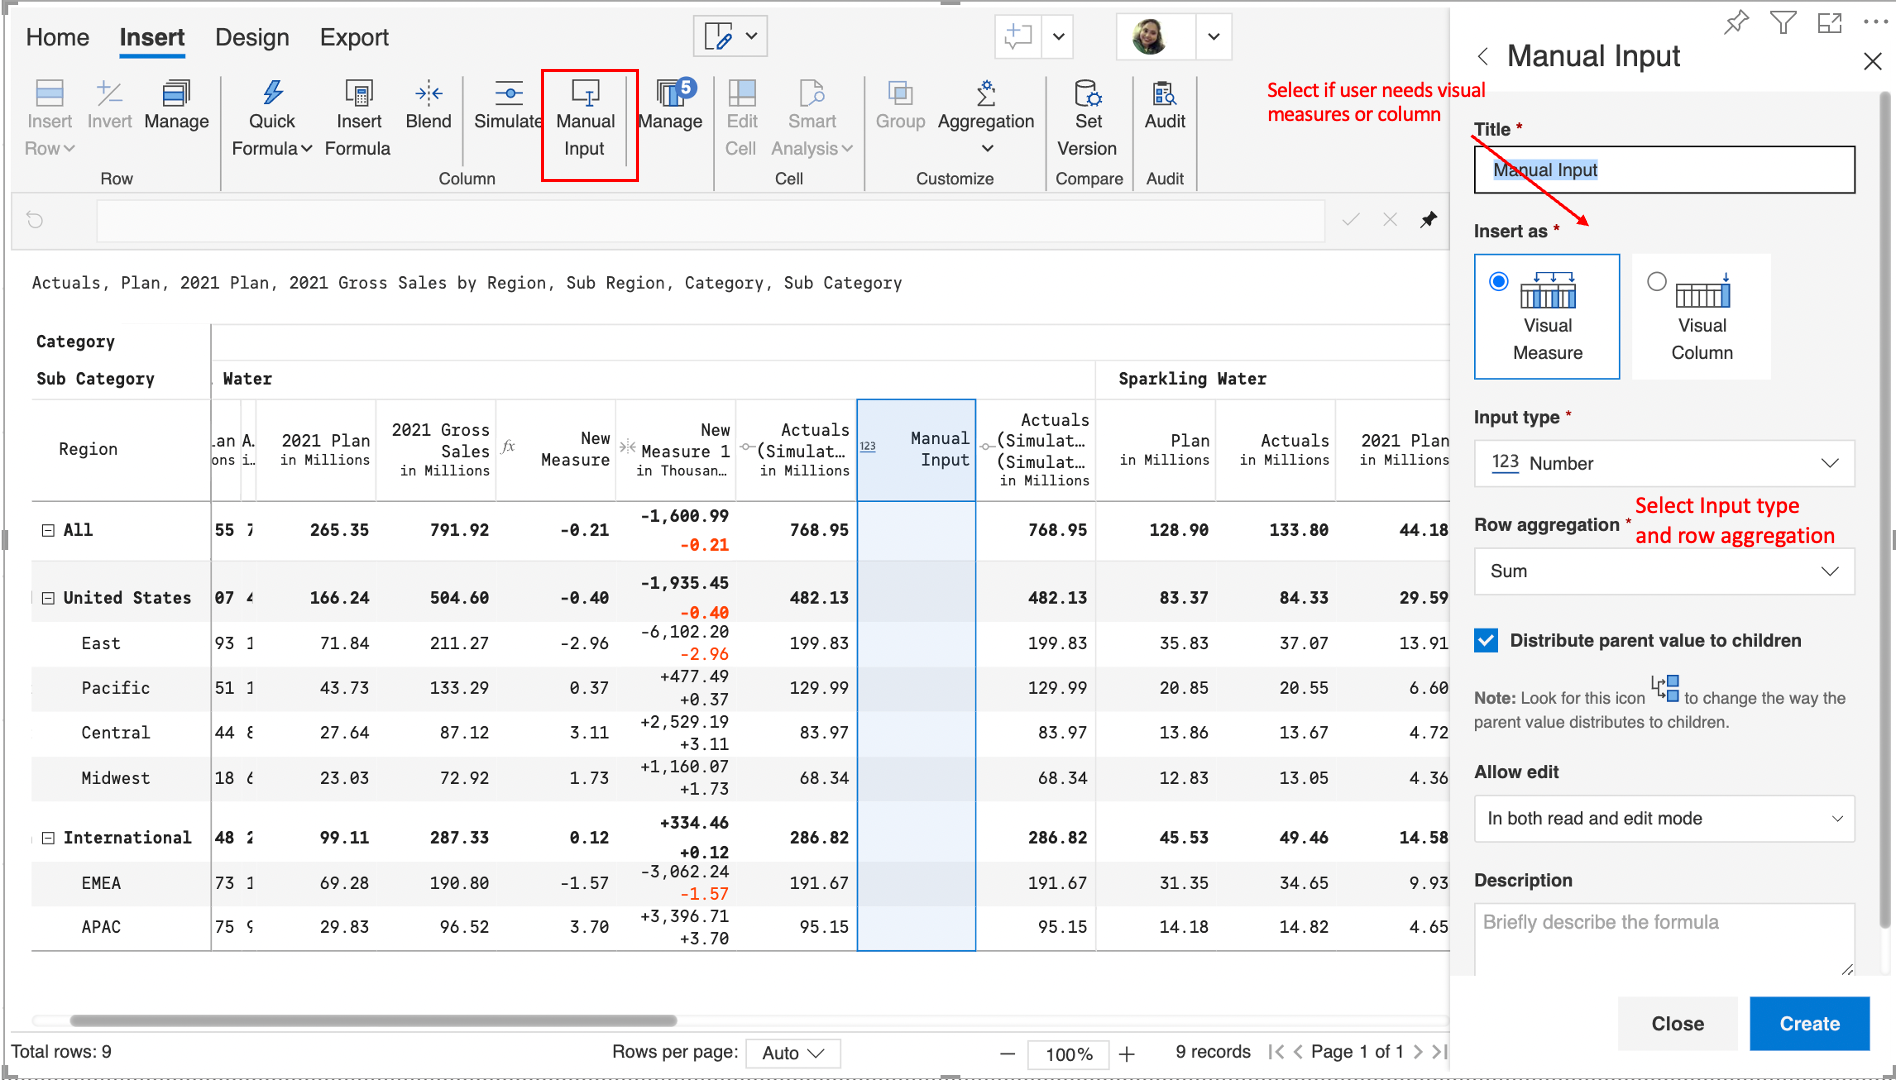 Home Insert Design Export
Insert Row
Invert
Manage
Row
Quick Formula
Insert Formula
Blend
Simulate
Manual Input
Manage
5
Column
Edit Cell
Smart Analysis
Cell
Group
Aggregation
Customize
Set Version
Compare
Audit
Audit
Select if user needs visual
measures or column
Actuals, Plan, 2021 Plan, 2021 Gross Sales by Region, Sub Region, Category, Sub Category
Category
Sub Category Water Sparkling Water
Region
2021 Plan in Millions
2021 Gross Sales in Millions
fx New Measure
New Measure 1 in Thousan...
Actuals (Simulat... in Millions
123 Manual Input
Actuals (Simulat... (Simulat... in Millions
Plan in Millions
Actuals in Millions
2021 Plan in Millions
All 55 7 265.35 791.92 -0.21 -1,600.99 -0.21 768.95 768.95 128.90 133.80 44.18
United States 07 4 166.24 504.60 -0.40 -1,935.45 -0.40 482.13 482.13 83.37 84.33 29.59
East 93 1 71.84 211.27 -2.96 -6,102.20 -2.96 199.83 199.83 35.83 37.07 13.91
Pacific 51 1 43.73 133.29 0.37 +477.49 +0.37 129.99 129.99 20.85 20.55 6.60
Central 44 8 27.64 87.12 3.11 +2,529.19 +3.11 83.97 83.97 13.86 13.67 4.72
Midwest 18 6 23.03 72.92 1.73 +1,160.07 +1.73 68.34 68.34 12.83 13.05 4.36
International 48 2 99.11 287.33 0.12 +334.46 +0.12 286.82 286.82 45.53 49.46 14.58
EMEA 73 1 69.28 190.80 -1.57 -3,062.24 -1.57 191.67 191.67 31.35 34.65 9.93
APAC 75 9 29.83 96.52 3.70 +3,396.71 +3.70 95.15 95.15 14.18 14.82 4.65
Total rows: 9
Rows per page: Auto
100%
9 records
Page 1 of 1
Manual Input
Title *
Manual Input
Insert as *
Visual Measure
Visual Column
Input type *
123 Number
Row aggregation *
Select Input type
and row aggregation
Sum
Distribute parent value to children
Note: Look for this icon to change the way the
parent value distributes to children.
Allow edit
In both read and edit mode
Description
Briefly describe the formula
Close
Create